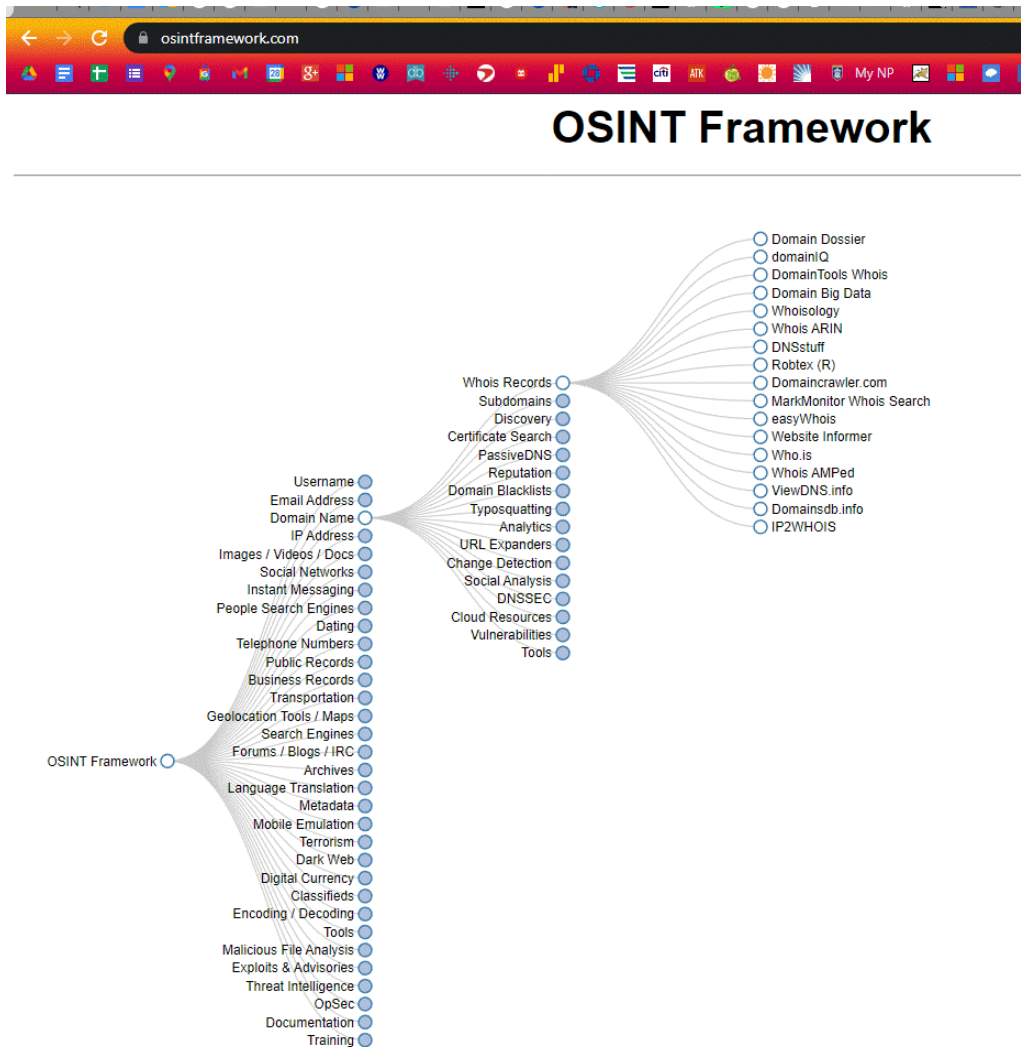 osintframework.com
28
8+
citi
ATK
My NP
OSINT Framework
Domain Dossier
domainIQ
DomainTools Whois
Domain Big Data
Whoisology
Whois ARIN
DNSstuff
Robtex (R)
Domaincrawler.com
MarkMonitor Whois Search
easyWhois
Website Informer
Who.is
Whois AMPed
ViewDNS.info
Domainsdb.info
IP2WHOIS
Whois Records
Subdomains
Discovery
Certificate Search
PassiveDNS
Reputation
Domain Blacklists
Typosquatting
Analytics
URL Expanders
Change Detection
Social Analysis
DNSSEC
Cloud Resources
Vulnerabilities
Tools
Username
Email Address
Domain Name
IP Address
Images / Videos / Docs
Social Networks
Instant Messaging
People Search Engines
Dating
Telephone Numbers
Public Records
Business Records
Transportation
Geolocation Tools / Maps
Search Engines
Forums / Blogs / IRC
Archives
Language Translation
Metadata
Mobile Emulation
Terrorism
Dark Web
Digital Currency
Classifieds
Encoding / Decoding
Tools
Malicious File Analysis
Exploits & Advisories
Threat Intelligence
OpSec
Documentation
Training
OSINT Framework